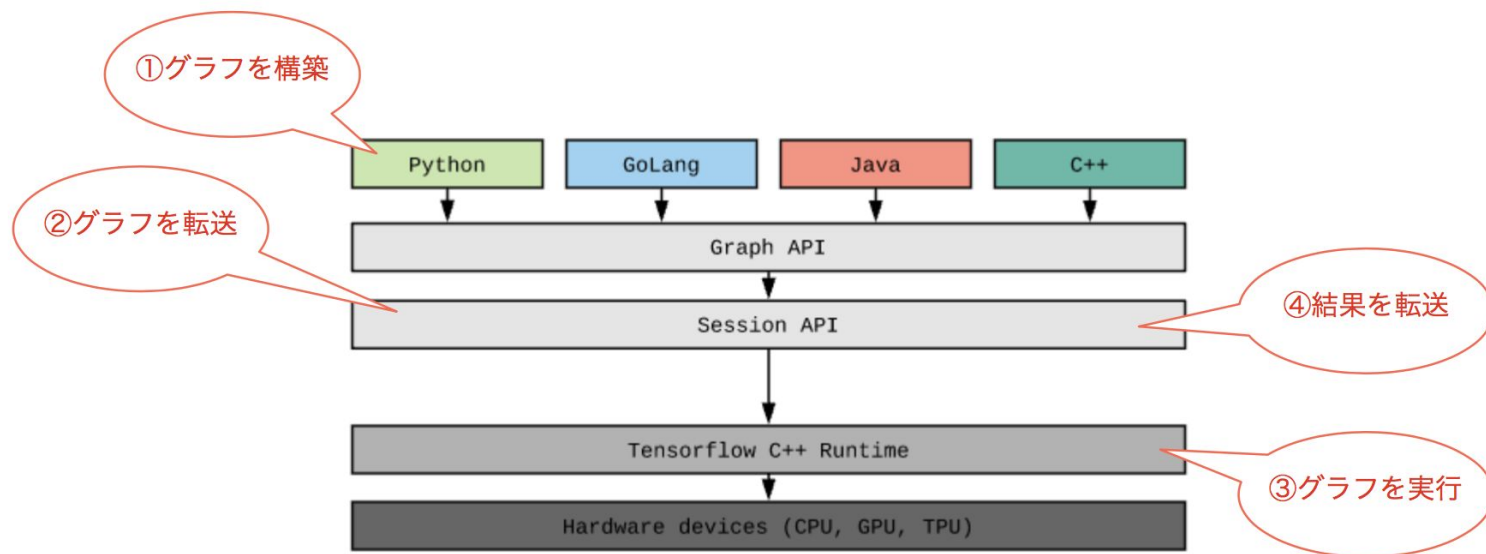 ①グラフを構築
Python
GoLang
Java
C++
②グラフを転送
Graph API
Session API
④結果を転送
Tensorflow C++ Runtime
③グラフを実行
Hardware devices (CPU, GPU, TPU)